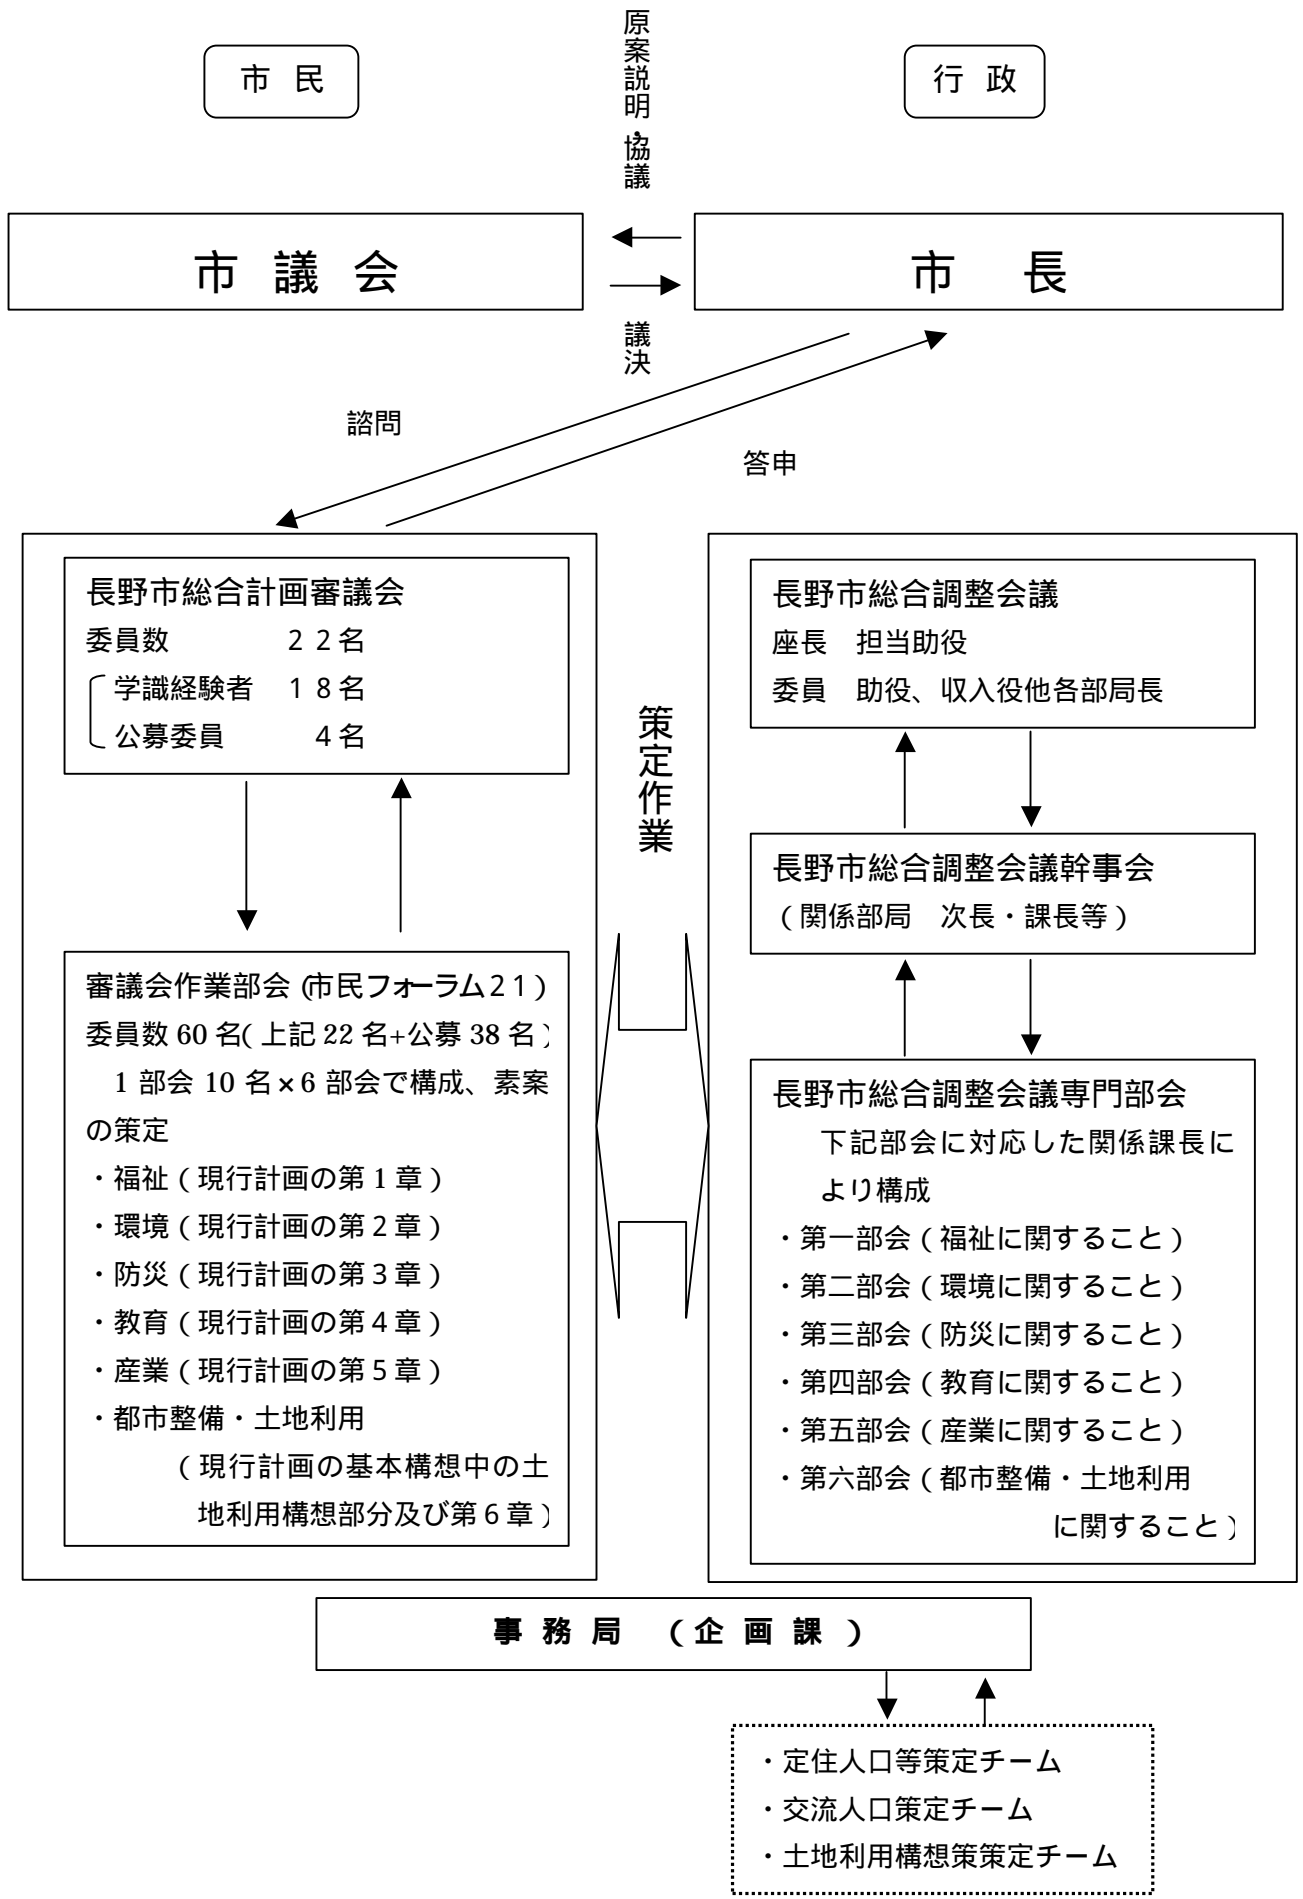 市 民
原案説明・協議
行 政
市 議 会
市 長
議決
諮問
答申
長野市総合計画審議会
委員数 ２２名
学識経験者 １８名
公募委員 ４名
策定作業
長野市総合調整会議
座長 担当助役
委員 助役、収入役他各部局長
長野市総合調整会議幹事会
（関係部局 次長・課長等）
審議会作業部会（市民フォーラム２１）
委員数 60 名（上記 22 名+公募 38 名）
1 部会 10 名×6 部会で構成、素案
の策定
・福祉（現行計画の第 1 章）
・環境（現行計画の第２章）
・防災（現行計画の第３章）
・教育（現行計画の第４章）
・産業（現行計画の第５章）
・都市整備・土地利用
（現行計画の基本構想中の土
地利用構想部分及び第６章）
長野市総合調整会議専門部会
下記部会に対応した関係課長に
より構成
・第一部会（福祉に関すること）
・第二部会（環境に関すること）
・第三部会（防災に関すること）
・第四部会（教育に関すること）
・第五部会（産業に関すること）
・第六部会（都市整備・土地利用
に関すること）
事 務 局 （企 画 課 ）
・定住人口等策定チーム
・交流人口策定チーム
・土地利用構想策策定チーム